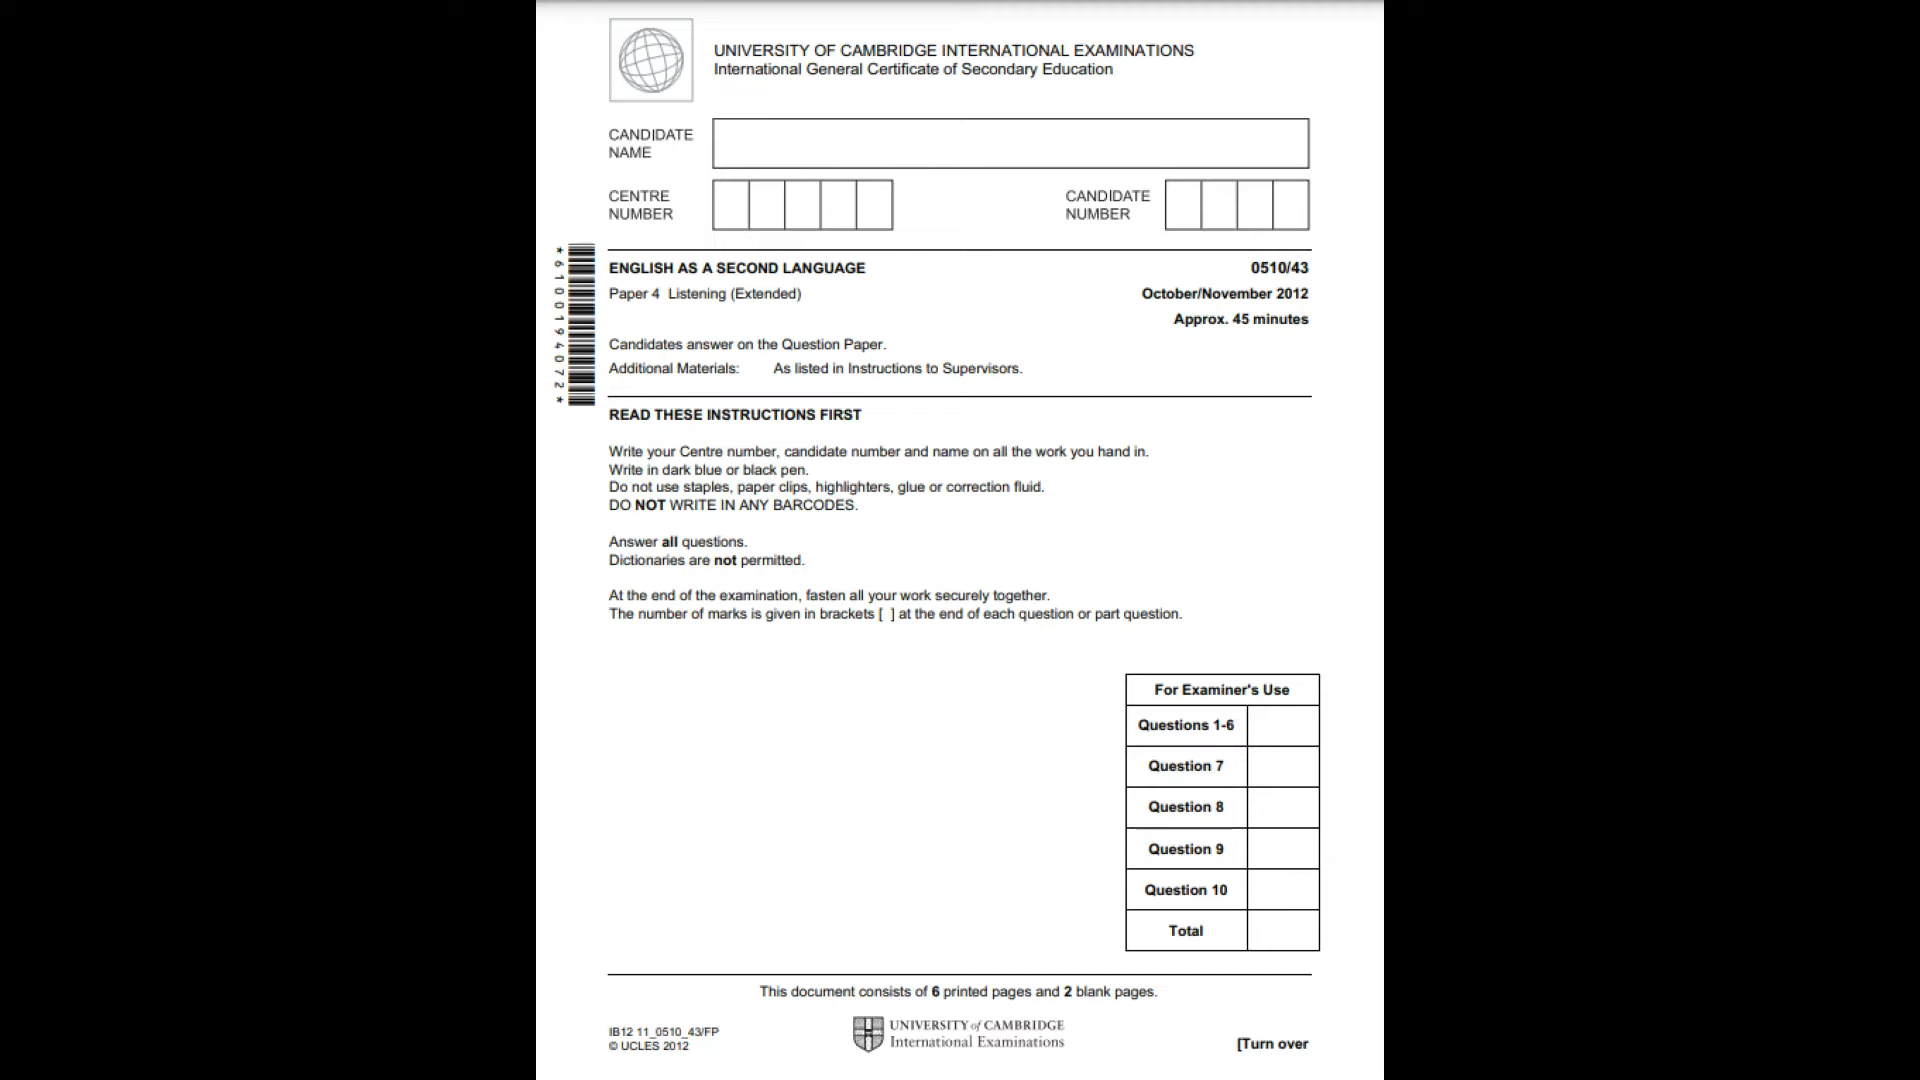 UNIVERSITY OF CAMBRIDGE INTERNATIONAL EXAMINATIONS
International General Certificate of Secondary Education
CANDIDATE
NAME
CENTRE
NUMBER
CANDIDATE
NUMBER
*6100194072*
ENGLISH AS A SECOND LANGUAGE 0510/43
Paper 4 Listening (Extended) October/November 2012
Approx. 45 minutes
Candidates answer on the Question Paper.
Additional Materials: As listed in Instructions to Supervisors.
READ THESE INSTRUCTIONS FIRST
Write your Centre number, candidate number and name on all the work you hand in.
Write in dark blue or black pen.
Do not use staples, paper clips, highlighters, glue or correction fluid.
DO NOT WRITE IN ANY BARCODES.
Answer all questions.
Dictionaries are not permitted.
At the end of the examination, fasten all your work securely together.
The number of marks is given in brackets [ ] at the end of each question or part question.
For Examiner's Use
Questions 1-6
Question 7
Question 8
Question 9
Question 10
Total
This document consists of 6 printed pages and 2 blank pages.
IB12 11_0510_43/FP
© UCLES 2012
UNIVERSITY of CAMBRIDGE
International Examinations
[Turn over